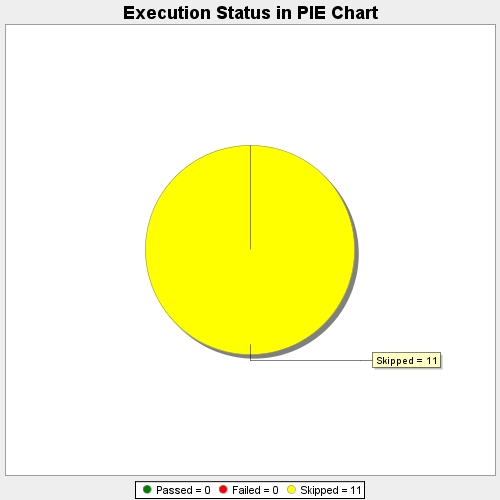 Execution Status in PIE Chart
Skipped = 11
Passed = 0 Failed = 0 Skipped = 11